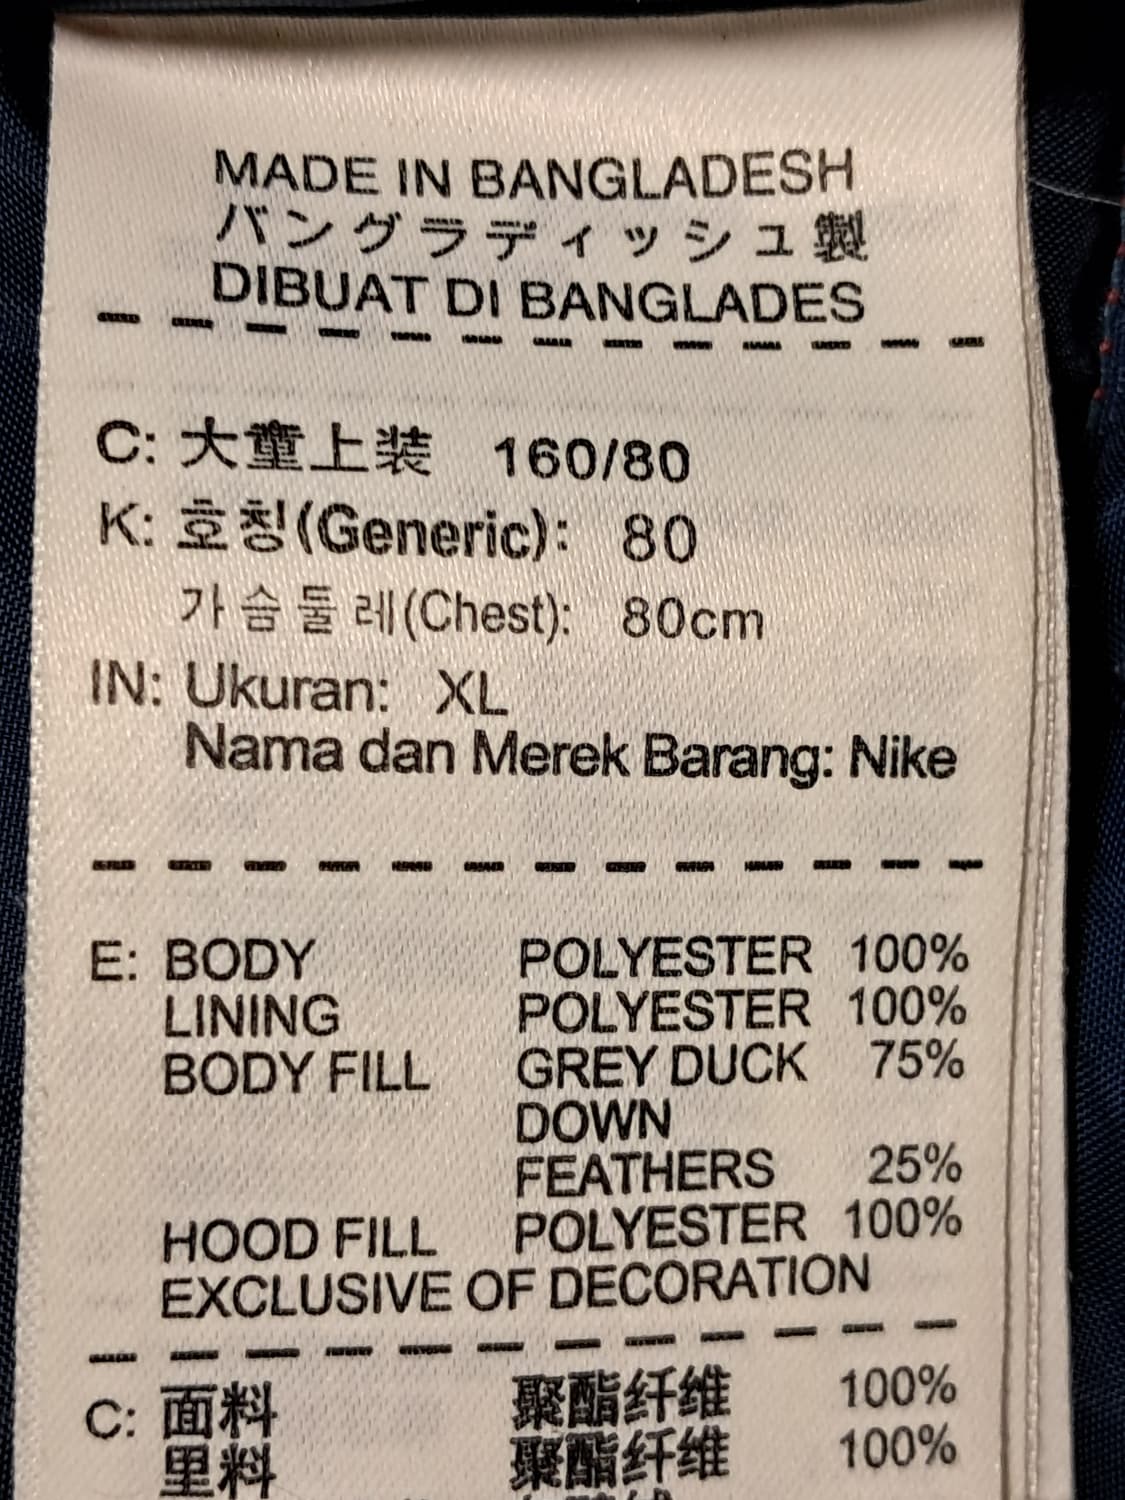 MADE IN BANGLADESH
バングラディッシュ製
DIBUAT DI BANGLADES
C: 大童上装 160/80
K: 호칭(Generic): 80
가슴둘레(Chest): 80cm
IN: Ukuran: XL
Nama dan Merek Barang: Nike
E: BODY POLYESTER 100%
LINING POLYESTER 100%
BODY FILL GREY DUCK 75%
DOWN
FEATHERS 25%
HOOD FILL POLYESTER 100%
EXCLUSIVE OF DECORATION
C: 面料 聚酯纤维 100%
里料 聚酯纤维 100%